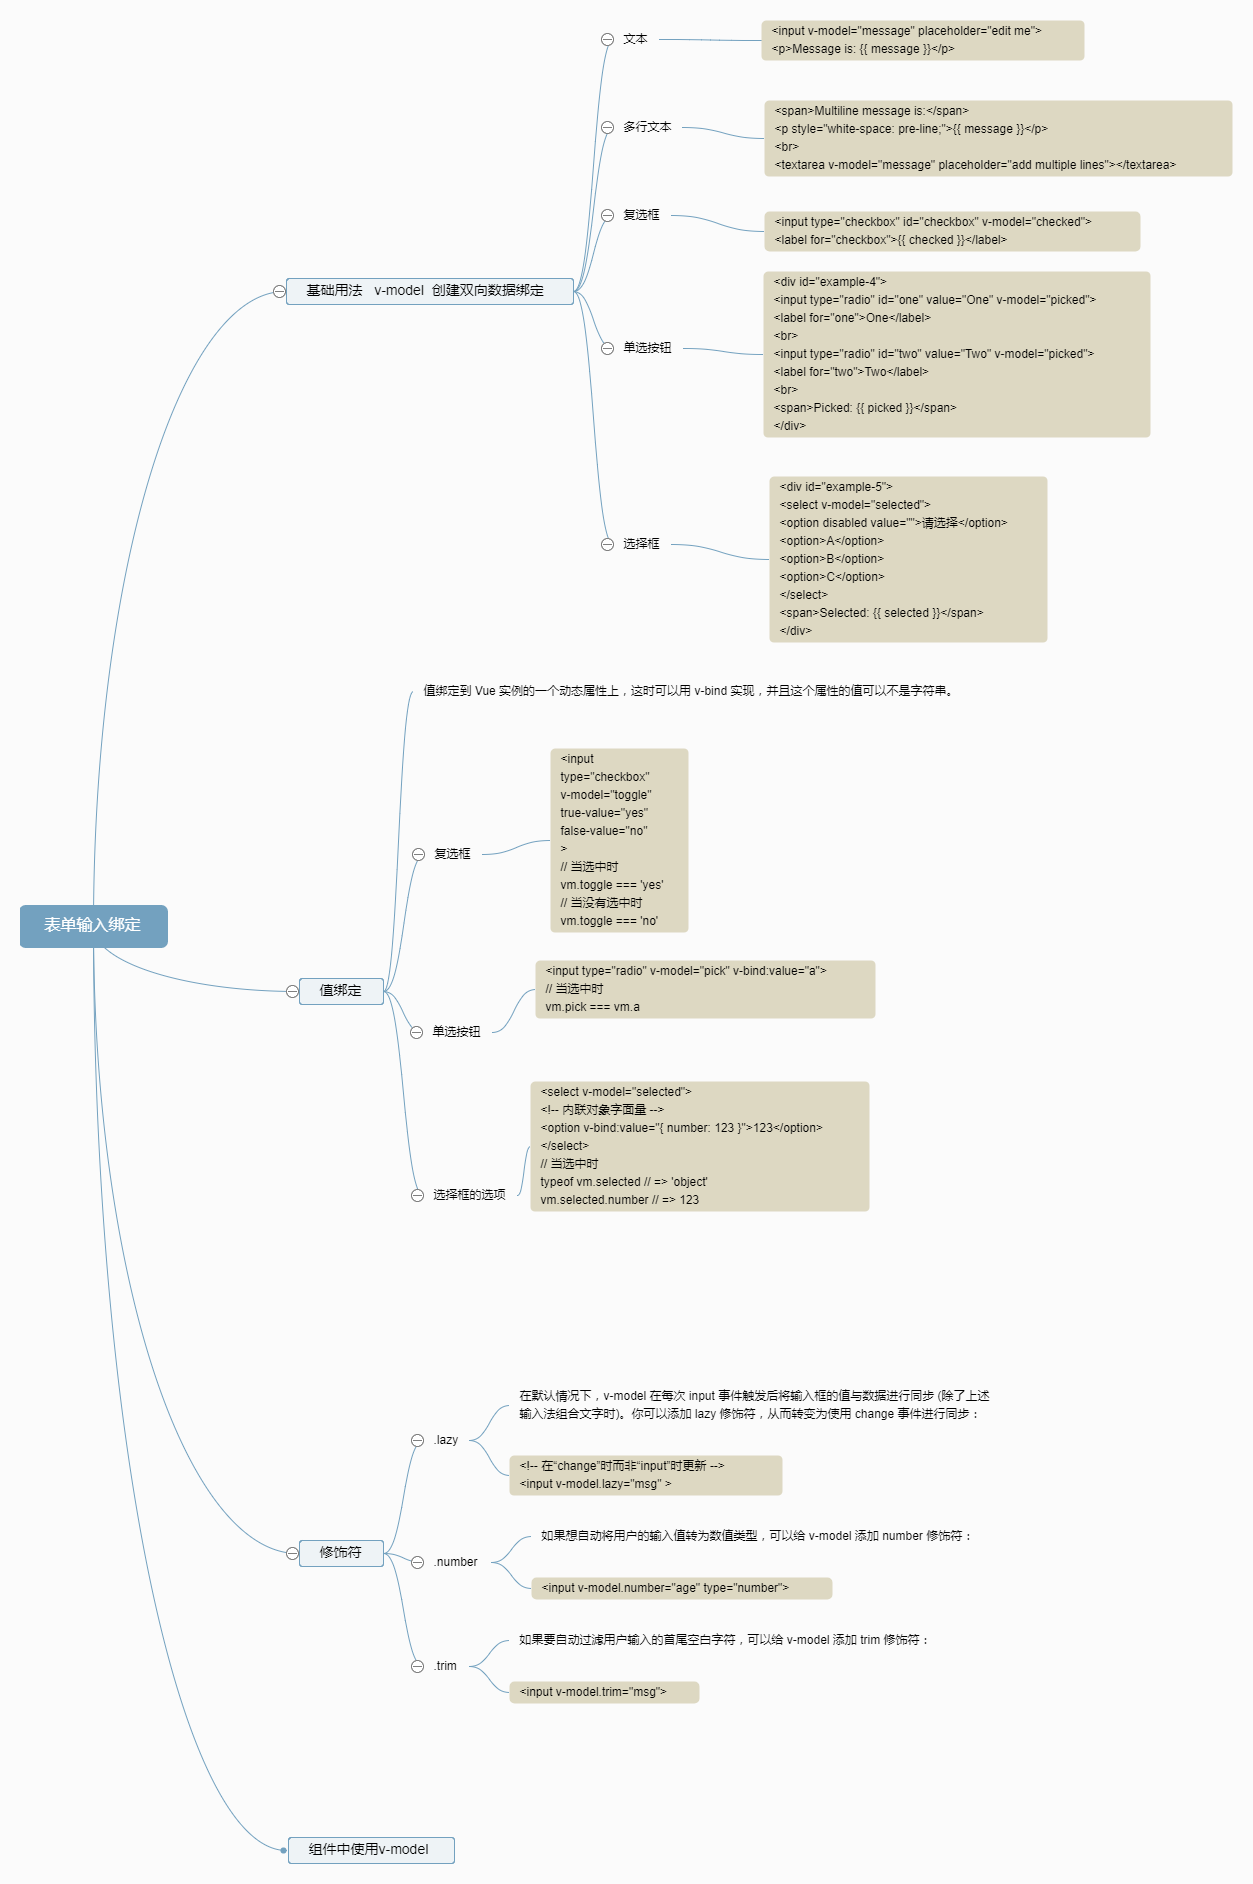 表单输入绑定
基础用法   v-model  创建双向数据绑定
文本
<input v-model="message" placeholder="edit me">
<p>Message is: {{ message }}</p>
多行文本
<span>Multiline message is:</span>
<p style="white-space: pre-line;">{{ message }}</p>
<br>
<textarea v-model="message" placeholder="add multiple lines"></textarea>
复选框
<input type="checkbox" id="checkbox" v-model="checked">
<label for="checkbox">{{ checked }}</label>
单选按钮
<div id="example-4">
<input type="radio" id="one" value="One" v-model="picked">
<label for="one">One</label>
<br>
<input type="radio" id="two" value="Two" v-model="picked">
<label for="two">Two</label>
<br>
<span>Picked: {{ picked }}</span>
</div>
选择框
<div id="example-5">
<select v-model="selected">
<option disabled value="">请选择</option>
<option>A</option>
<option>B</option>
<option>C</option>
</select>
<span>Selected: {{ selected }}</span>
</div>
值绑定
值绑定到 Vue 实例的一个动态属性上，这时可以用 v-bind 实现，并且这个属性的值可以不是字符串。
复选框
<input
type="checkbox"
v-model="toggle"
true-value="yes"
false-value="no"
>
// 当选中时
vm.toggle === 'yes'
// 当没有选中时
vm.toggle === 'no'
单选按钮
<input type="radio" v-model="pick" v-bind:value="a">
// 当选中时
vm.pick === vm.a
选择框的选项
<select v-model="selected">
<!-- 内联对象字面量 -->
<option v-bind:value="{ number: 123 }">123</option>
</select>
// 当选中时
typeof vm.selected // => 'object'
vm.selected.number // => 123
修饰符
.lazy
在默认情况下，v-model 在每次 input 事件触发后将输入框的值与数据进行同步 (除了上述
输入法组合文字时)。你可以添加 lazy 修饰符，从而转变为使用 change 事件进行同步：
<!-- 在“change”时而非“input”时更新 -->
<input v-model.lazy="msg" >
.number
如果想自动将用户的输入值转为数值类型，可以给 v-model 添加 number 修饰符：
<input v-model.number="age" type="number">
.trim
如果要自动过滤用户输入的首尾空白字符，可以给 v-model 添加 trim 修饰符：
<input v-model.trim="msg">
组件中使用v-model